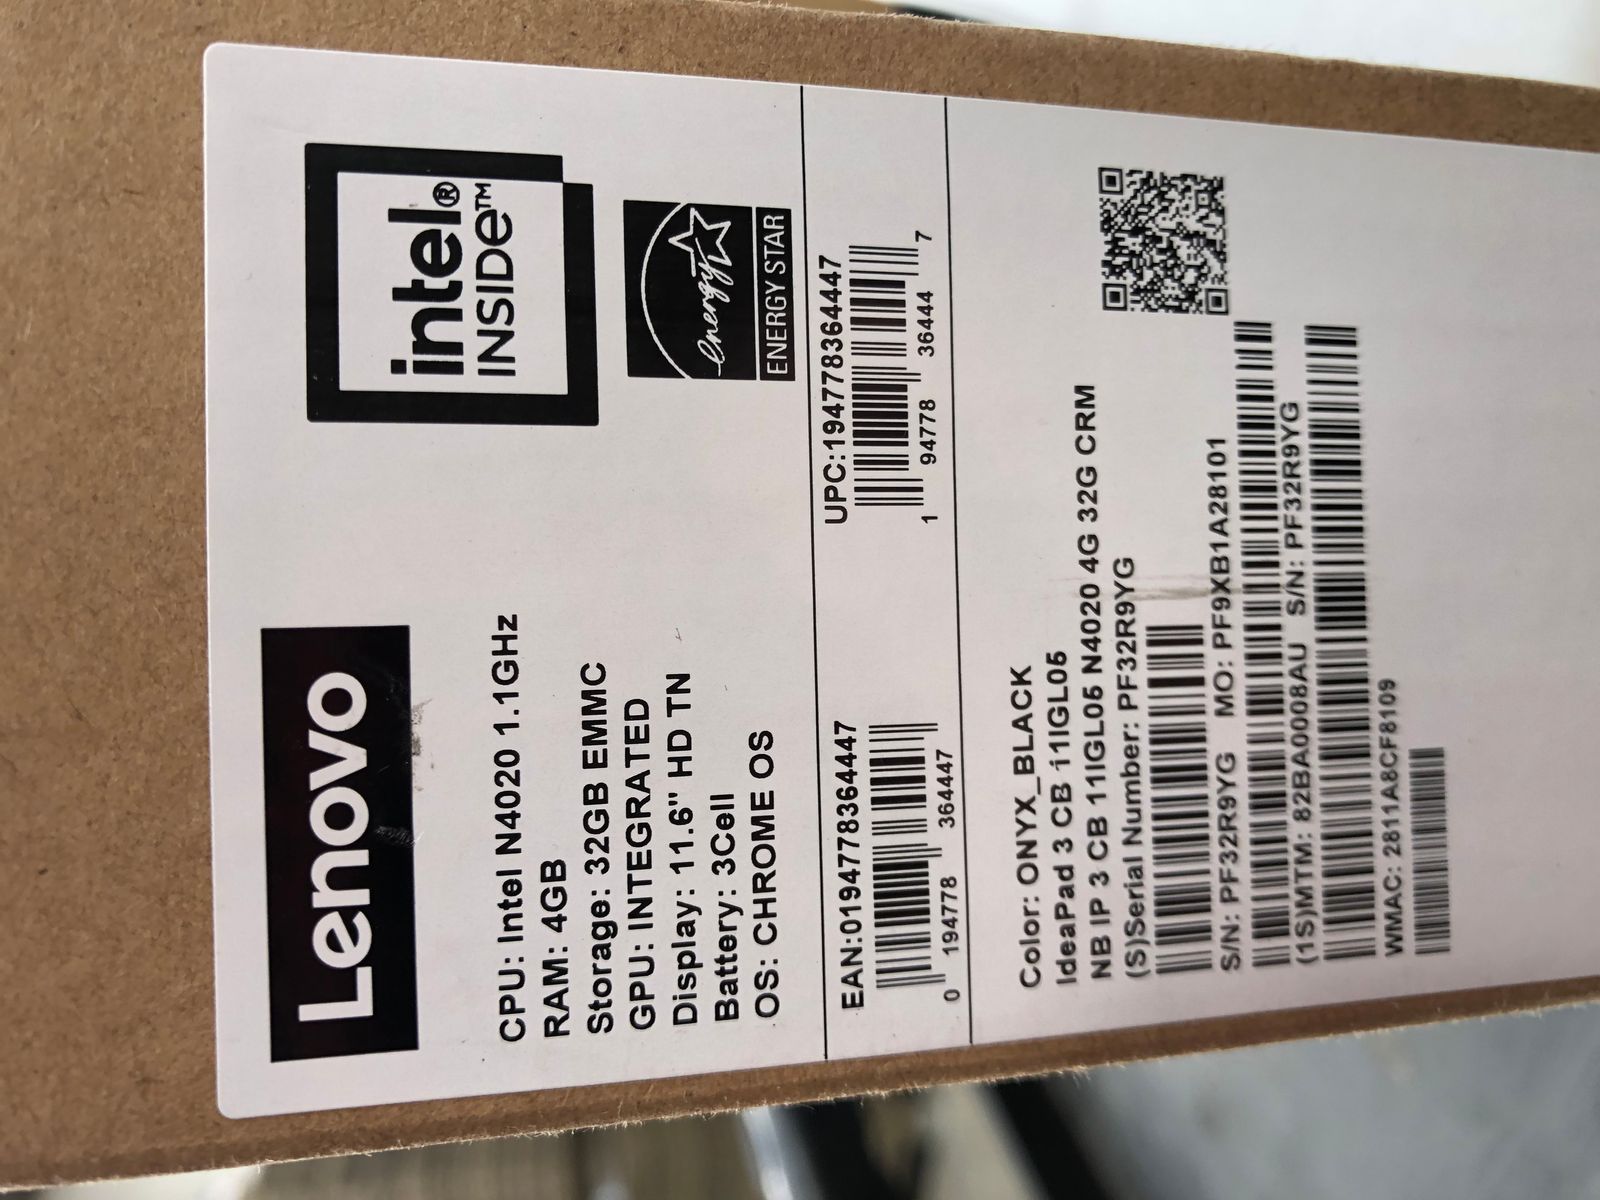 Lenovo
intel®
INSIDE™
CPU: Intel N4020 1.1GHz
RAM: 4GB
Storage: 32GB EMMC
GPU: INTEGRATED
Display: 11.6" HD TN
Battery: 3Cell
OS: CHROME OS
energy
ENERGY STAR
EAN:0194778364447
0 194778 364447
UPC:194778364447
1 94778 36444 7
Color: ONYX_BLACK
IdeaPad 3 CB 11IGL05
NB IP 3 CB 11IGL05 N4020 4G 32G CRM
(S)Serial Number: PF32R9YG
S/N: PF32R9YG MO: PF9XB1A28101
(1S)MTM: 82BA0008AU S/N: PF32R9YG
WMAC: 2811A8CF8109